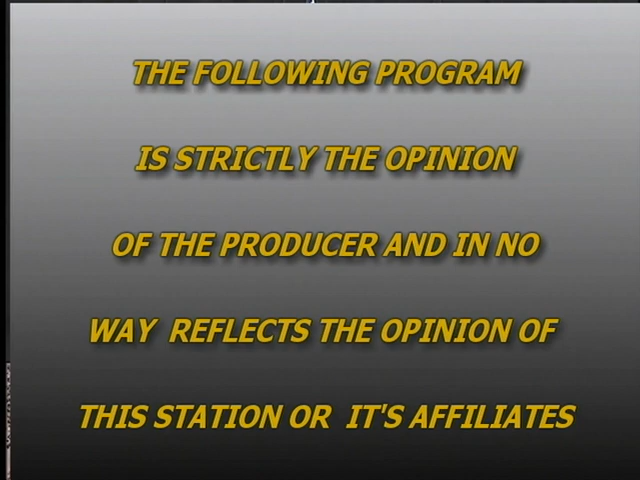 THE FOLLOWING PROGRAM
IS STRICTLY THE OPINION
OF THE PRODUCER AND IN NO
WAY REFLECTS THE OPINION OF
THIS STATION OR IT'S AFFILIATES